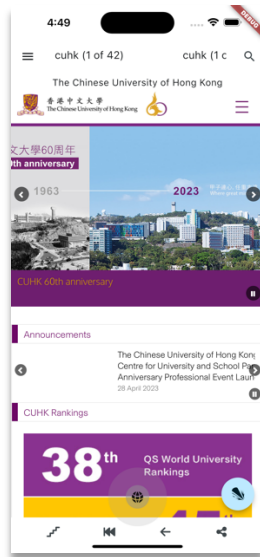 4:49
DEBUG
cuhk (1 of 42)
cuhk (1 c
The Chinese University of Hong Kong
香港中文大學
The Chinese University of Hong Kong
文大學60周年
0th anniversary
1963
2023
CUHK 60th anniversary
Announcements
The Chinese University of Hong Kong
Centre for University and School Pa
Anniversary Professional Event Laun
28 April 2023
CUHK Rankings
38th
QS World University
Rankings